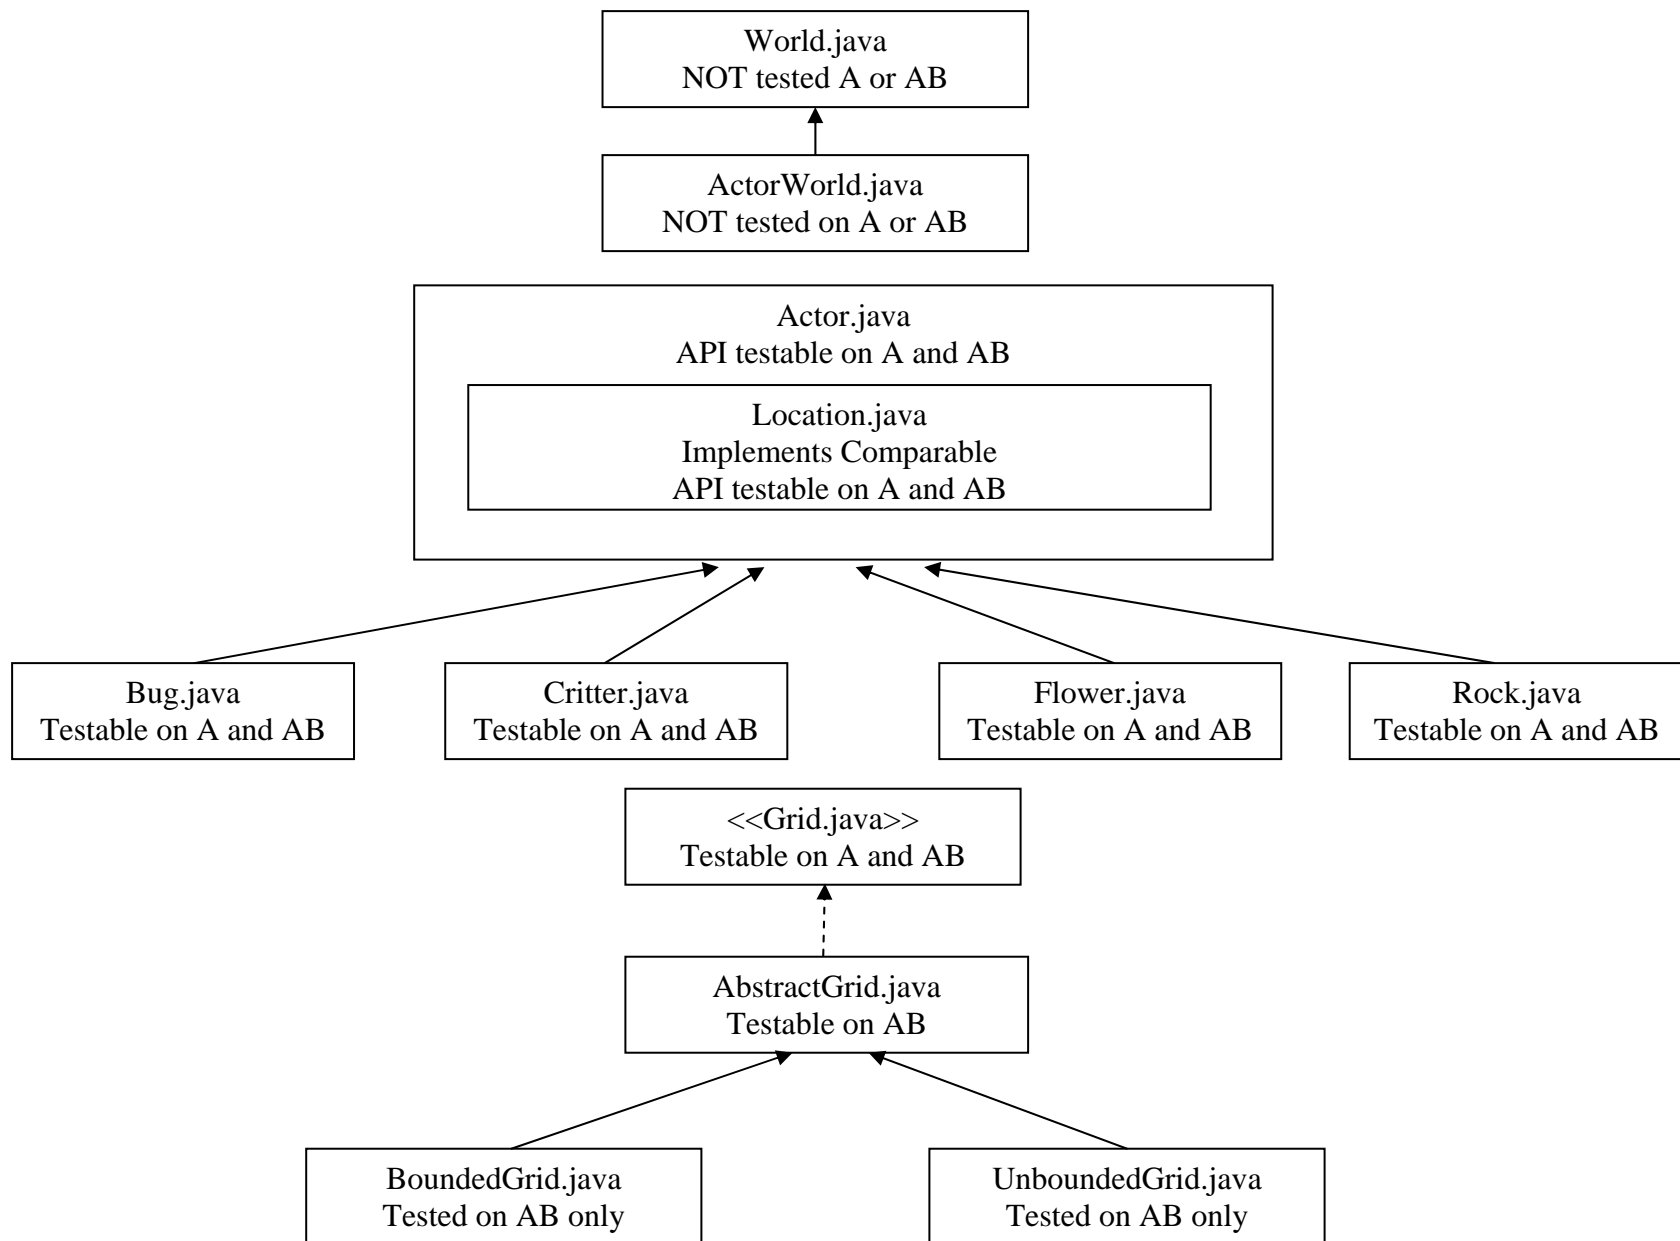 World.java
NOT tested A or AB
ActorWorld.java
NOT tested on A or AB
Actor.java
API testable on A and AB
Location.java
Implements Comparable
API testable on A and AB
Bug.java
Testable on A and AB
Critter.java
Testable on A and AB
Flower.java
Testable on A and AB
Rock.java
Testable on A and AB
<<Grid.java>>
Testable on A and AB
AbstractGrid.java
Testable on AB
BoundedGrid.java
Tested on AB only
UnboundedGrid.java
Tested on AB only